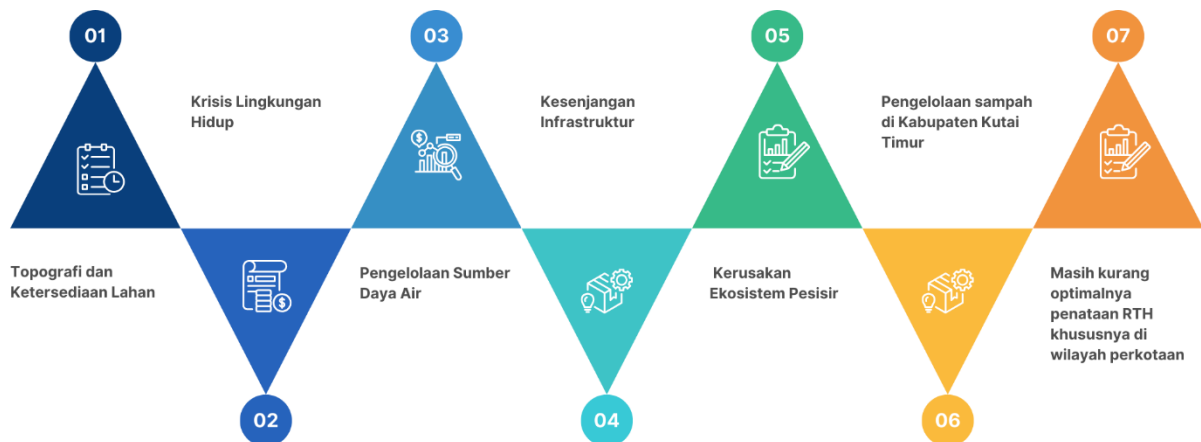 01
Topografi dan
Ketersediaan Lahan
02
Krisis Lingkungan
Hidup
03
Pengelolaan Sumber
Daya Air
04
Kesenjangan
Infrastruktur
05
Kerusakan
Ekosistem Pesisir
06
Pengelolaan sampah
di Kabupaten Kutai
Timur
07
Masih kurang
optimalnya
penataan RTH
khususnya di
wilayah perkotaan